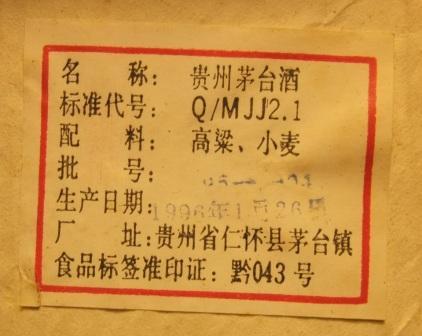 名 称：贵州茅台酒
标准代号：Q/MJJ2.1
配 料：高粱、小麦
批 号：
生产日期：1996年1月26日
厂 址：贵州省仁怀县茅台镇
食品标签准印证：黔043号